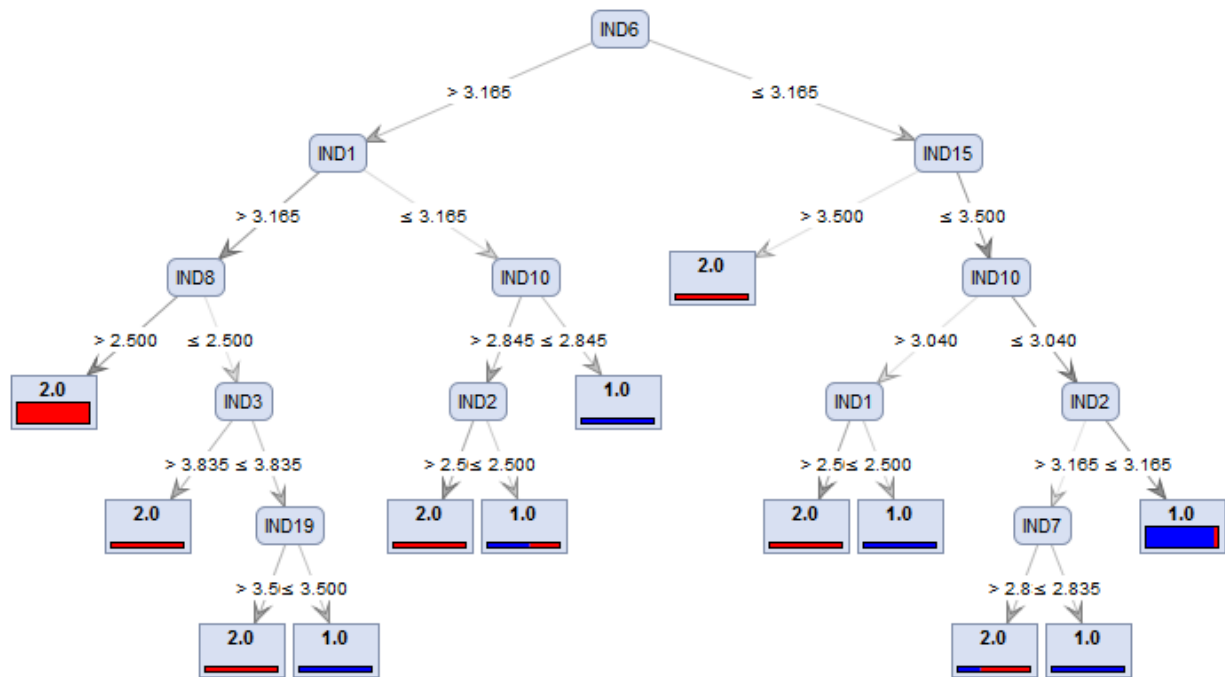 IND6
> 3.165 ≤ 3.165
IND1 IND15
> 3.165 ≤ 3.165 > 3.500 ≤ 3.500
IND8 IND10 2.0 IND10
> 2.500 ≤ 2.500 > 2.845 ≤ 2.845 > 3.040 ≤ 3.040
2.0 IND3 IND2 1.0 IND1 IND2
> 3.835 ≤ 3.835 > 2.5 ≤ 2.500 > 2.5 ≤ 2.500 > 3.165 ≤ 3.165
2.0 IND19 2.0 1.0 2.0 1.0 IND7 1.0
> 3.5 ≤ 3.500 > 2.8 ≤ 2.835
2.0 1.0 2.0 1.0